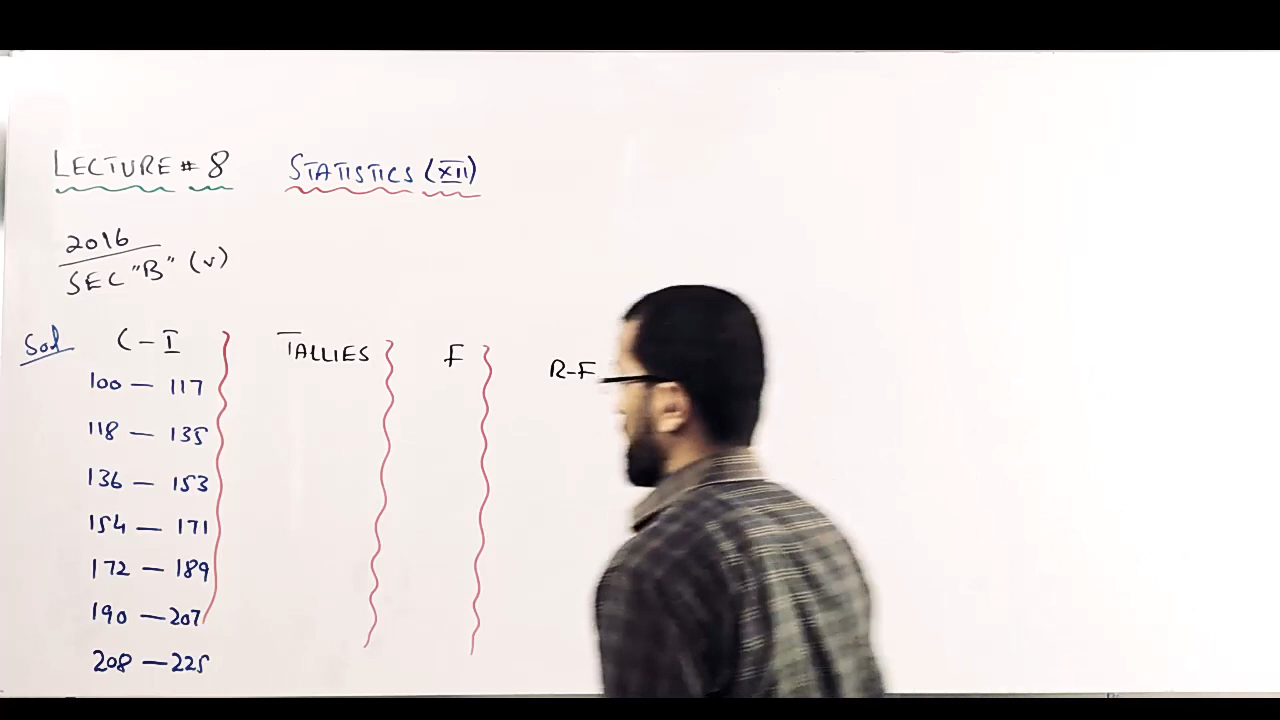 LECTURE # 8 STATISTICS (XII)
2016
SEC "B" (v)
Sol C-I TALLIES F R-F
100 — 117
118 — 135
136 — 153
154 — 171
172 — 189
190 — 207
208 — 225